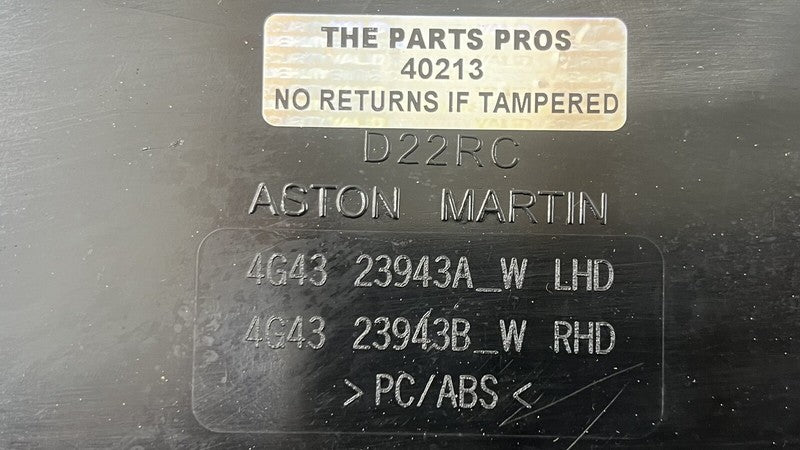 THE PARTS PROS
40213
NO RETURNS IF TAMPERED
D22RC
ASTON MARTIN
4G43 23943A_W LHD
4G43 23943B_W RHD
>PC/ABS<